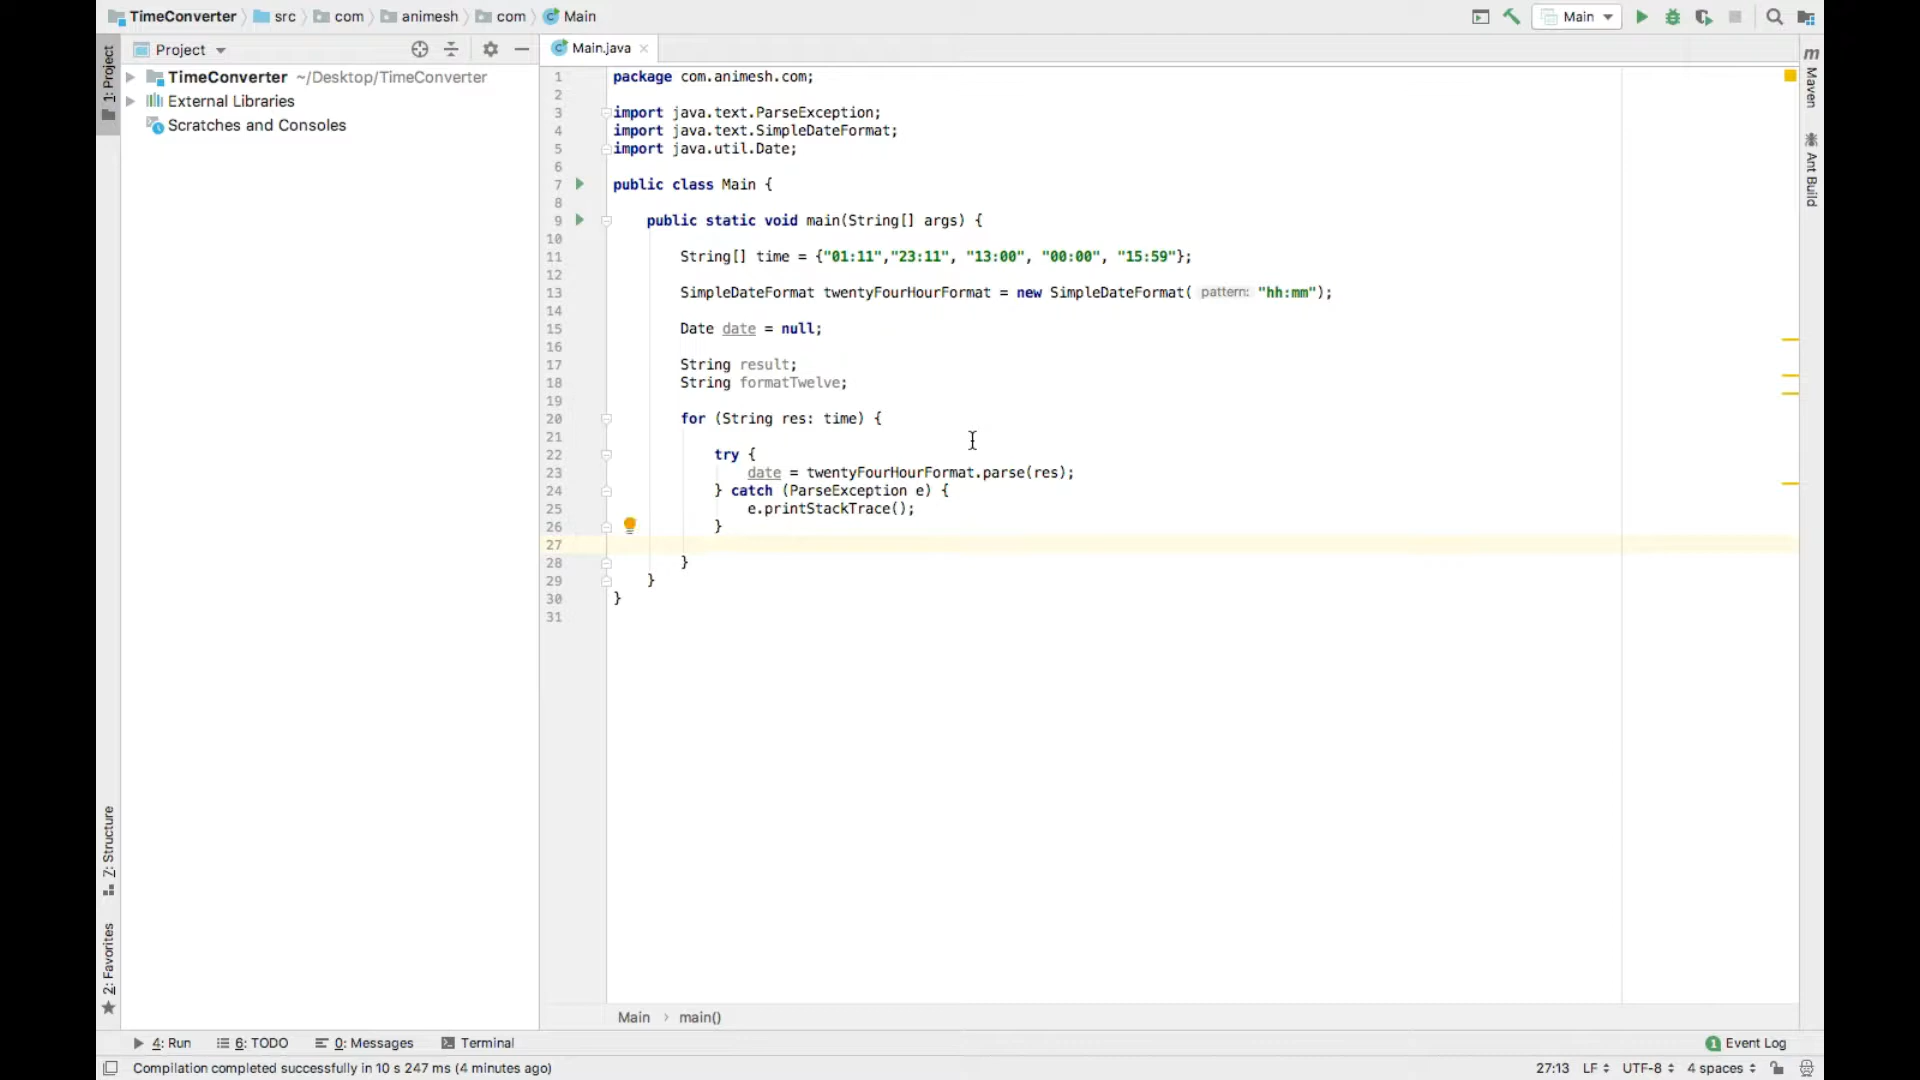 TimeConverter src com animesh com Main
Main
1: Project
Project
TimeConverter ~/Desktop/TimeConverter
External Libraries
Scratches and Consoles
Z: Structure
2: Favorites
Main.java
1 package com.animesh.com;
2
3 import java.text.ParseException;
4 import java.text.SimpleDateFormat;
5 import java.util.Date;
6
7 public class Main {
8
9 public static void main(String[] args) {
10
11 String[] time = {"01:11","23:11", "13:00", "00:00", "15:59"};
12
13 SimpleDateFormat twentyFourHourFormat = new SimpleDateFormat( pattern: "hh:mm");
14
15 Date date = null;
16
17 String result;
18 String formatTwelve;
19
20 for (String res: time) {
21
22 try {
23 date = twentyFourHourFormat.parse(res);
24 } catch (ParseException e) {
25 e.printStackTrace();
26 }
27
28 }
29 }
30 }
31
Main › main()
m
Maven
Ant Build
4: Run 6: TODO 0: Messages Terminal 1 Event Log
Compilation completed successfully in 10 s 247 ms (4 minutes ago) 27:13 LF UTF-8 4 spaces